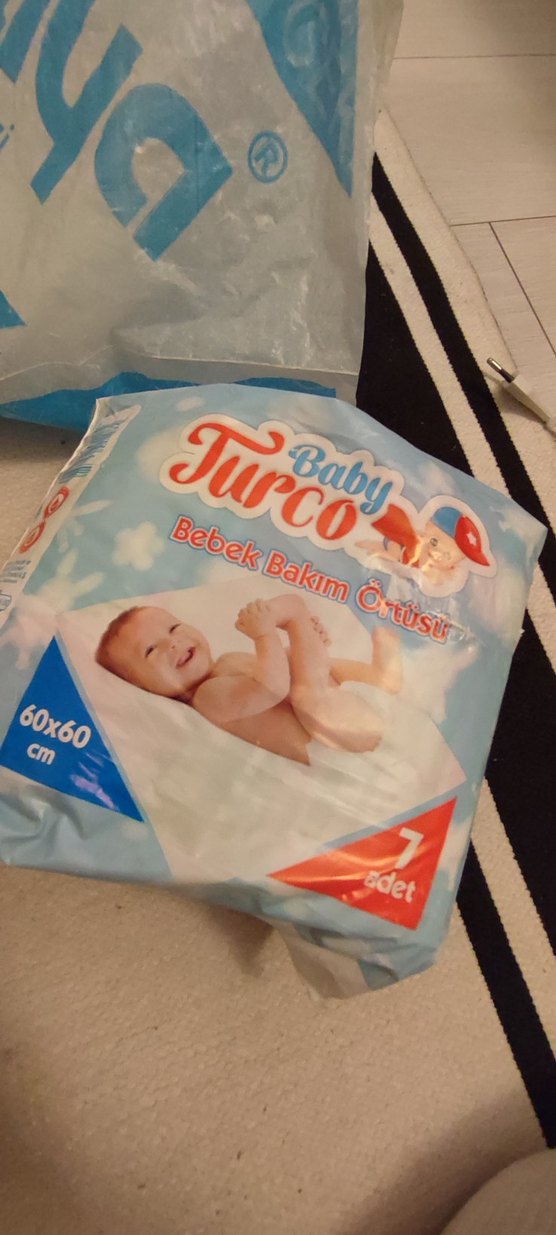 ®
Baby
Turco
Bebek Bakım Örtüsü
60x60
cm
7
adet